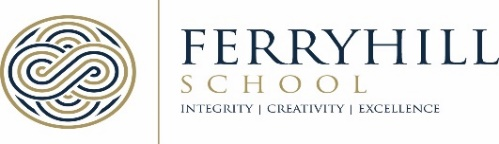 FERRYHILL
SCHOOL
INTEGRITY | CREATIVITY | EXCELLENCE